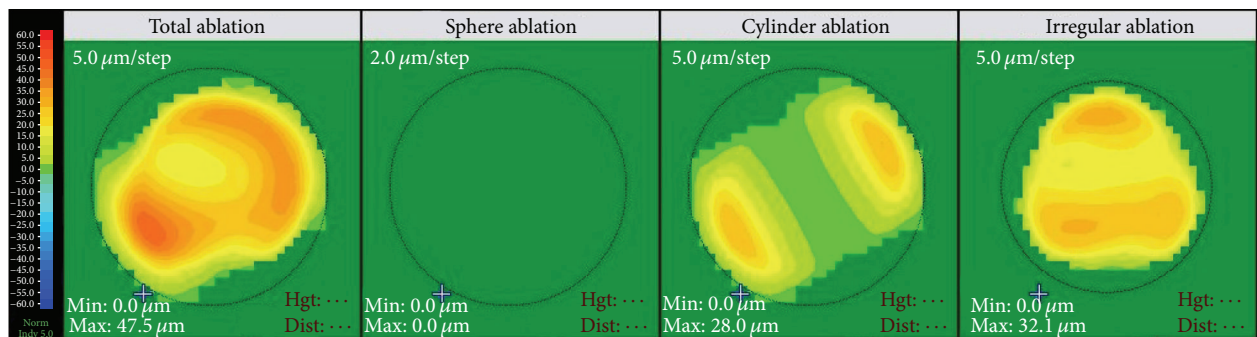 Total ablation
Sphere ablation
Cylinder ablation
Irregular ablation
60.0
55.0
50.0
45.0
40.0
35.0
30.0
25.0
20.0
15.0
10.0
5.0
0.0
−5.0
−10.0
−15.0
−20.0
−25.0
−30.0
−35.0
−40.0
−45.0
−50.0
−55.0
−60.0
Norm
Indv 5.0
5.0 μm/step
Min: 0.0 μm
Max: 47.5 μm
Hgt: · · ·
Dist: · · ·
2.0 μm/step
Min: 0.0 μm
Max: 0.0 μm
Hgt: · · ·
Dist: · · ·
5.0 μm/step
Min: 0.0 μm
Max: 28.0 μm
Hgt: · · ·
Dist: · · ·
5.0 μm/step
Min: 0.0 μm
Max: 32.1 μm
Hgt: · · ·
Dist: · · ·